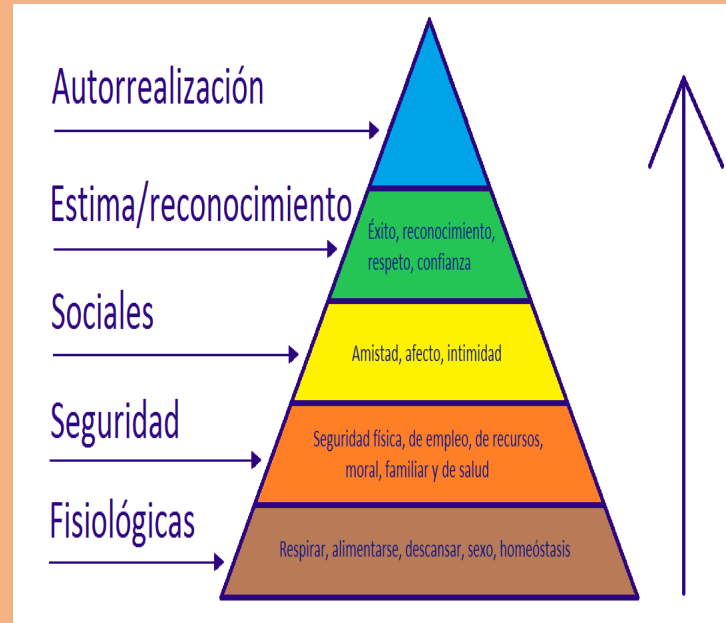 Autorrealización
Estima/reconocimiento
Éxito, reconocimiento,
respeto, confianza
Sociales
Amistad, afecto, intimidad
Seguridad
Seguridad física, de empleo, de recursos,
moral, familiar y de salud
Fisiológicas
Respirar, alimentarse, descansar, sexo, homeóstasis